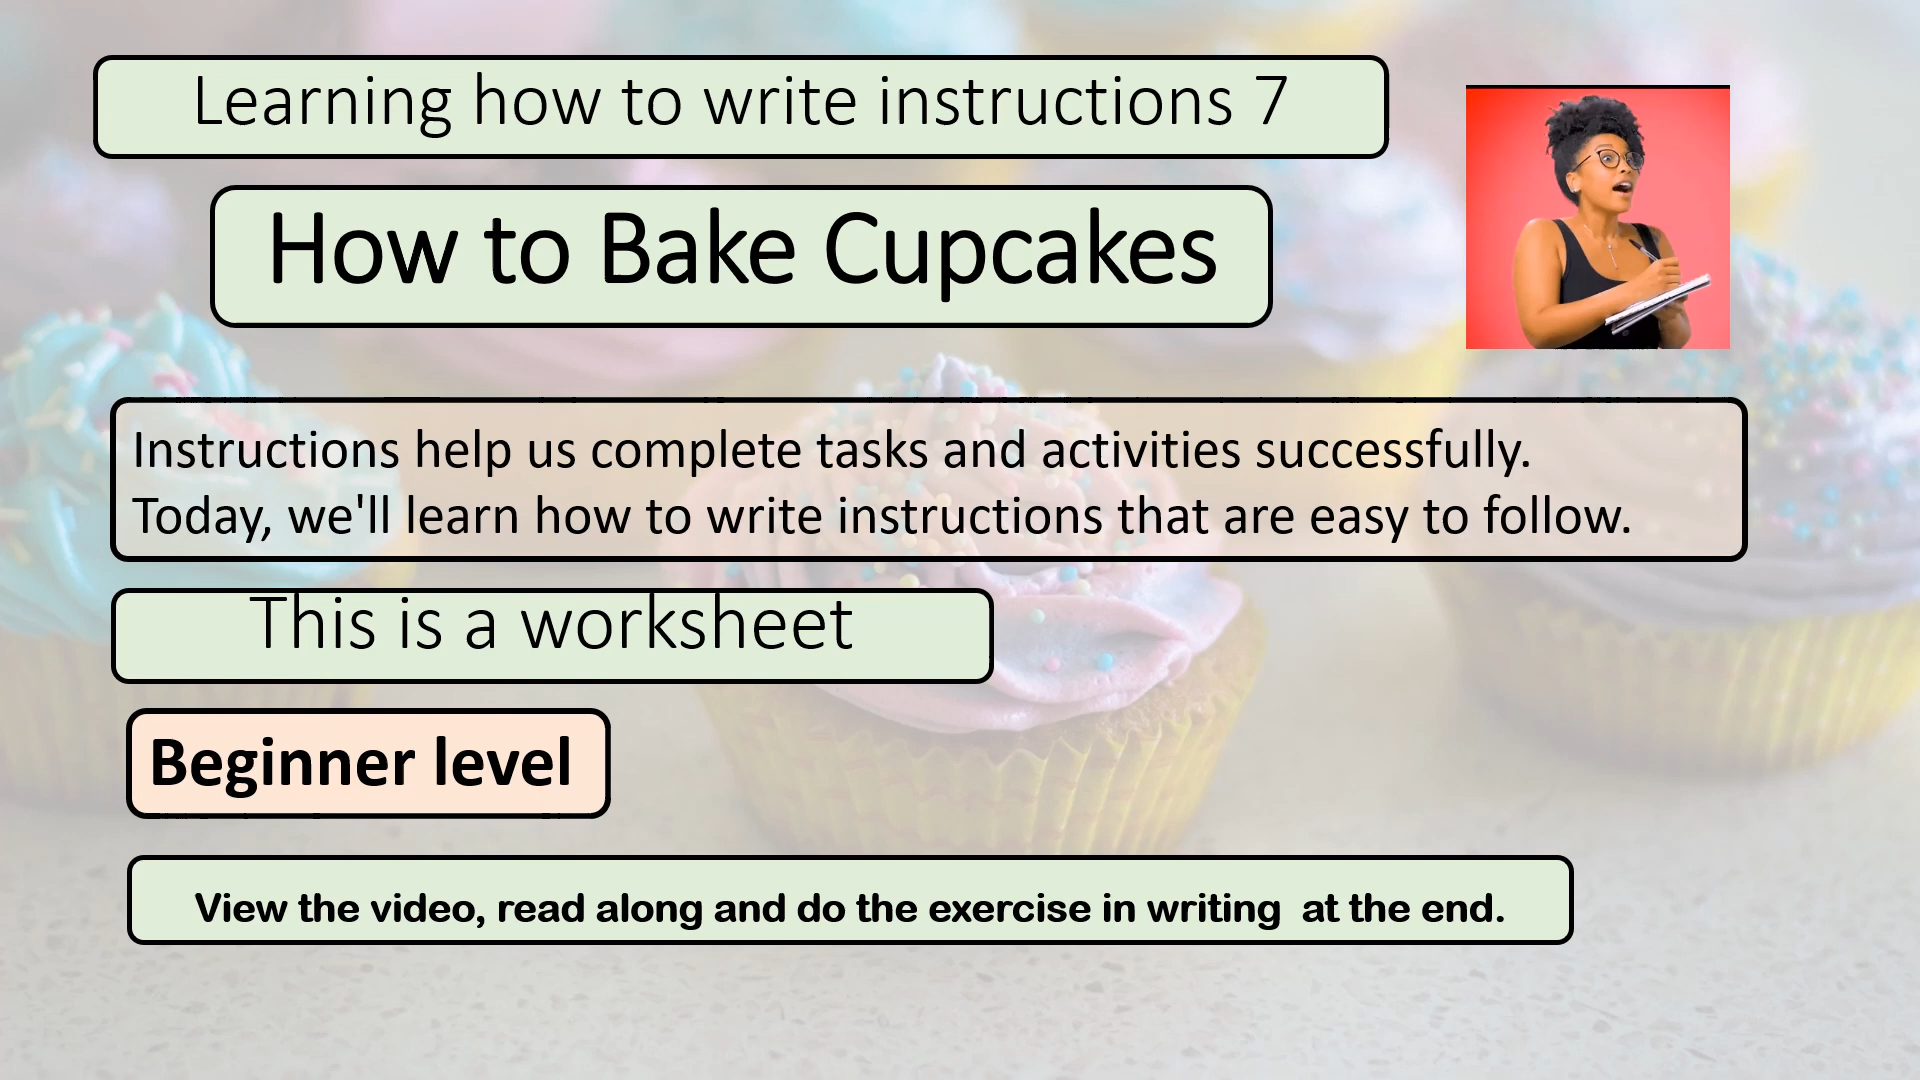 Learning how to write instructions 7
How to Bake Cupcakes
Instructions help us complete tasks and activities successfully.
Today, we'll learn how to write instructions that are easy to follow.
This is a worksheet
Beginner level
View the video, read along and do the exercise in writing  at the end.